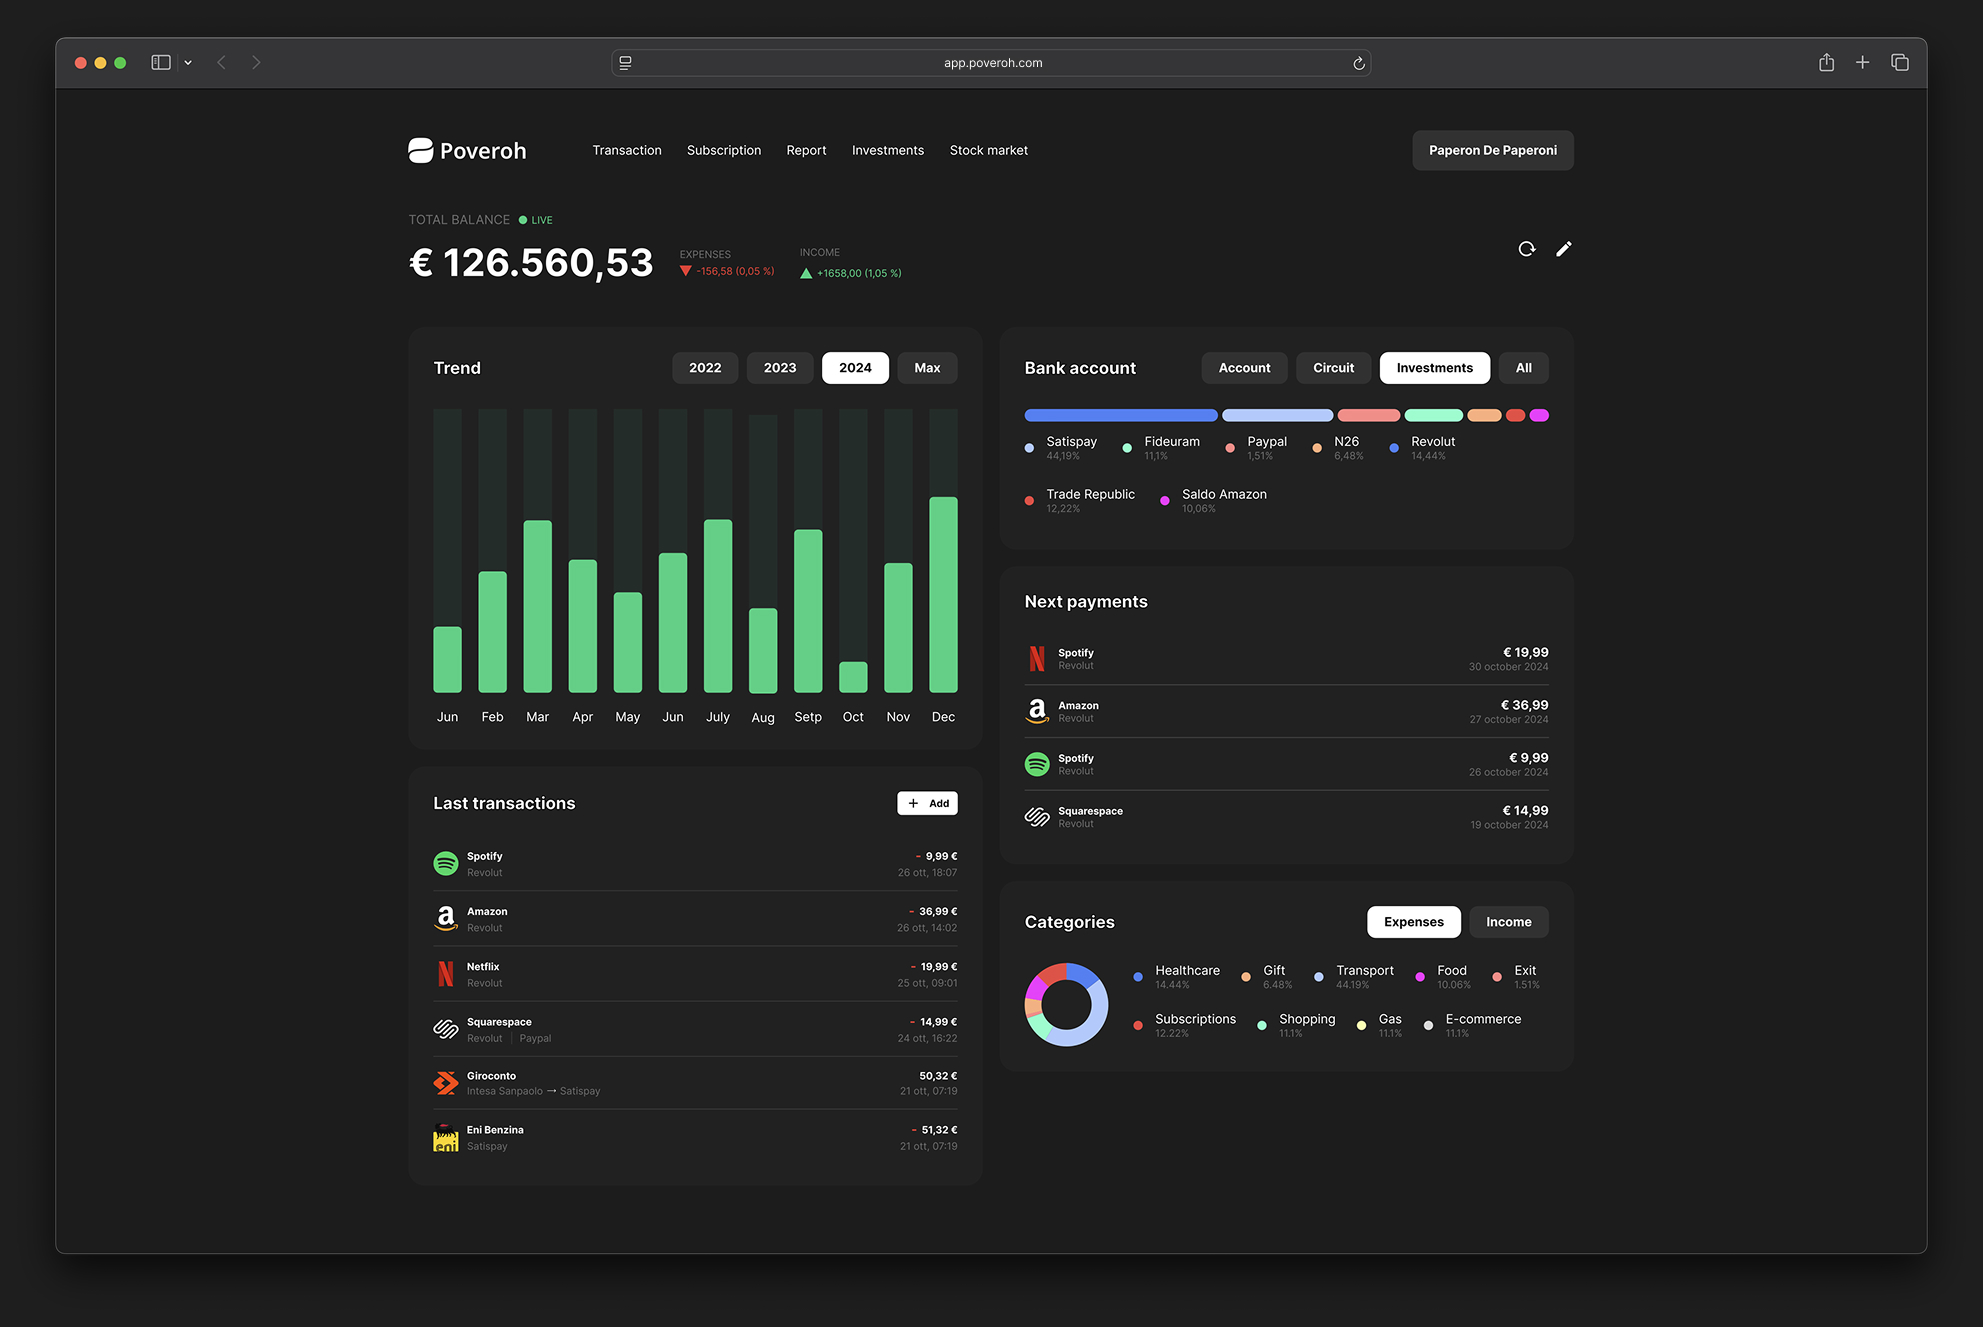 app.poveroh.com
Poveroh
Transaction Subscription Report Investments Stock market
Paperon De Paperoni
TOTAL BALANCE LIVE
€ 126.560,53
EXPENSES
-156,58 (0,05 %)
INCOME
+1658,00 (1,05 %)
Trend
2022 2023 2024 Max
Jun Feb Mar Apr May Jun July Aug Setp Oct Nov Dec
Bank account
Account Circuit Investments All
Satispay Fideuram Paypal N26 Revolut
44,19% 11,1% 1,51% 6,48% 14,44%
Trade Republic Saldo Amazon
12,22% 10,06%
Next payments
Spotify € 19,99
Revolut 30 october 2024
Amazon € 36,99
Revolut 27 october 2024
Spotify € 9,99
Revolut 26 october 2024
Squarespace € 14,99
Revolut 19 october 2024
Last transactions
+ Add
Spotify - 9,99 €
Revolut 26 ott, 18:07
Amazon - 36,99 €
Revolut 26 ott, 14:02
Netflix - 19,99 €
Revolut 25 ott, 09:01
Squarespace - 14,99 €
Revolut | Paypal 24 ott, 16:22
Giroconto 50,32 €
Intesa Sanpaolo → Satispay 21 ott, 07:19
eni
Eni Benzina - 51,32 €
Satispay 21 ott, 07:19
Categories
Expenses Income
Healthcare Gift Transport Food Exit
14.44% 6.48% 44.19% 10.06% 1.51%
Subscriptions Shopping Gas E-commerce
12.22% 11.1% 11.1% 11.1%